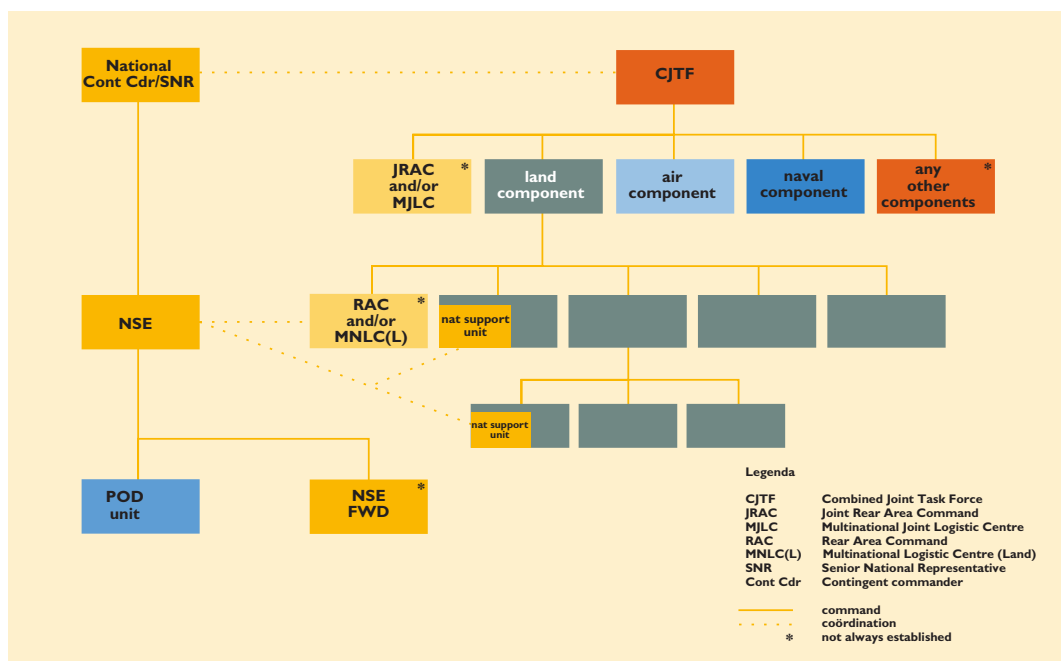 National
Cont Cdr/SNR
CJTF
JRAC *
and/or
MJLC
land
component
air
component
naval
component
any *
other
components
NSE
RAC *
and/or
MNLC(L)
nat support
unit
nat support
unit
POD
unit
NSE *
FWD
Legenda
CJTF Combined Joint Task Force
JRAC Joint Rear Area Command
MJLC Multinational Joint Logistic Centre
RAC Rear Area Command
MNLC(L) Multinational Logistic Centre (Land)
SNR Senior National Representative
Cont Cdr Contingent commander
command
coördination
* not always established